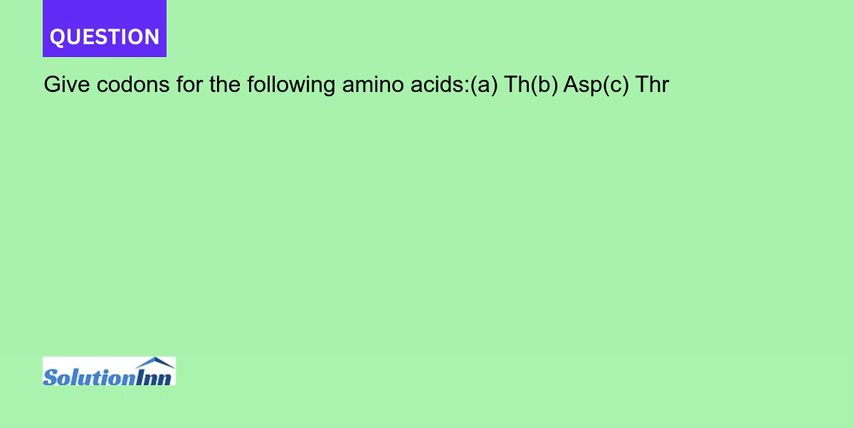 QUESTION
Give codons for the following amino acids:(a) Th(b) Asp(c) Thr
SolutionInn